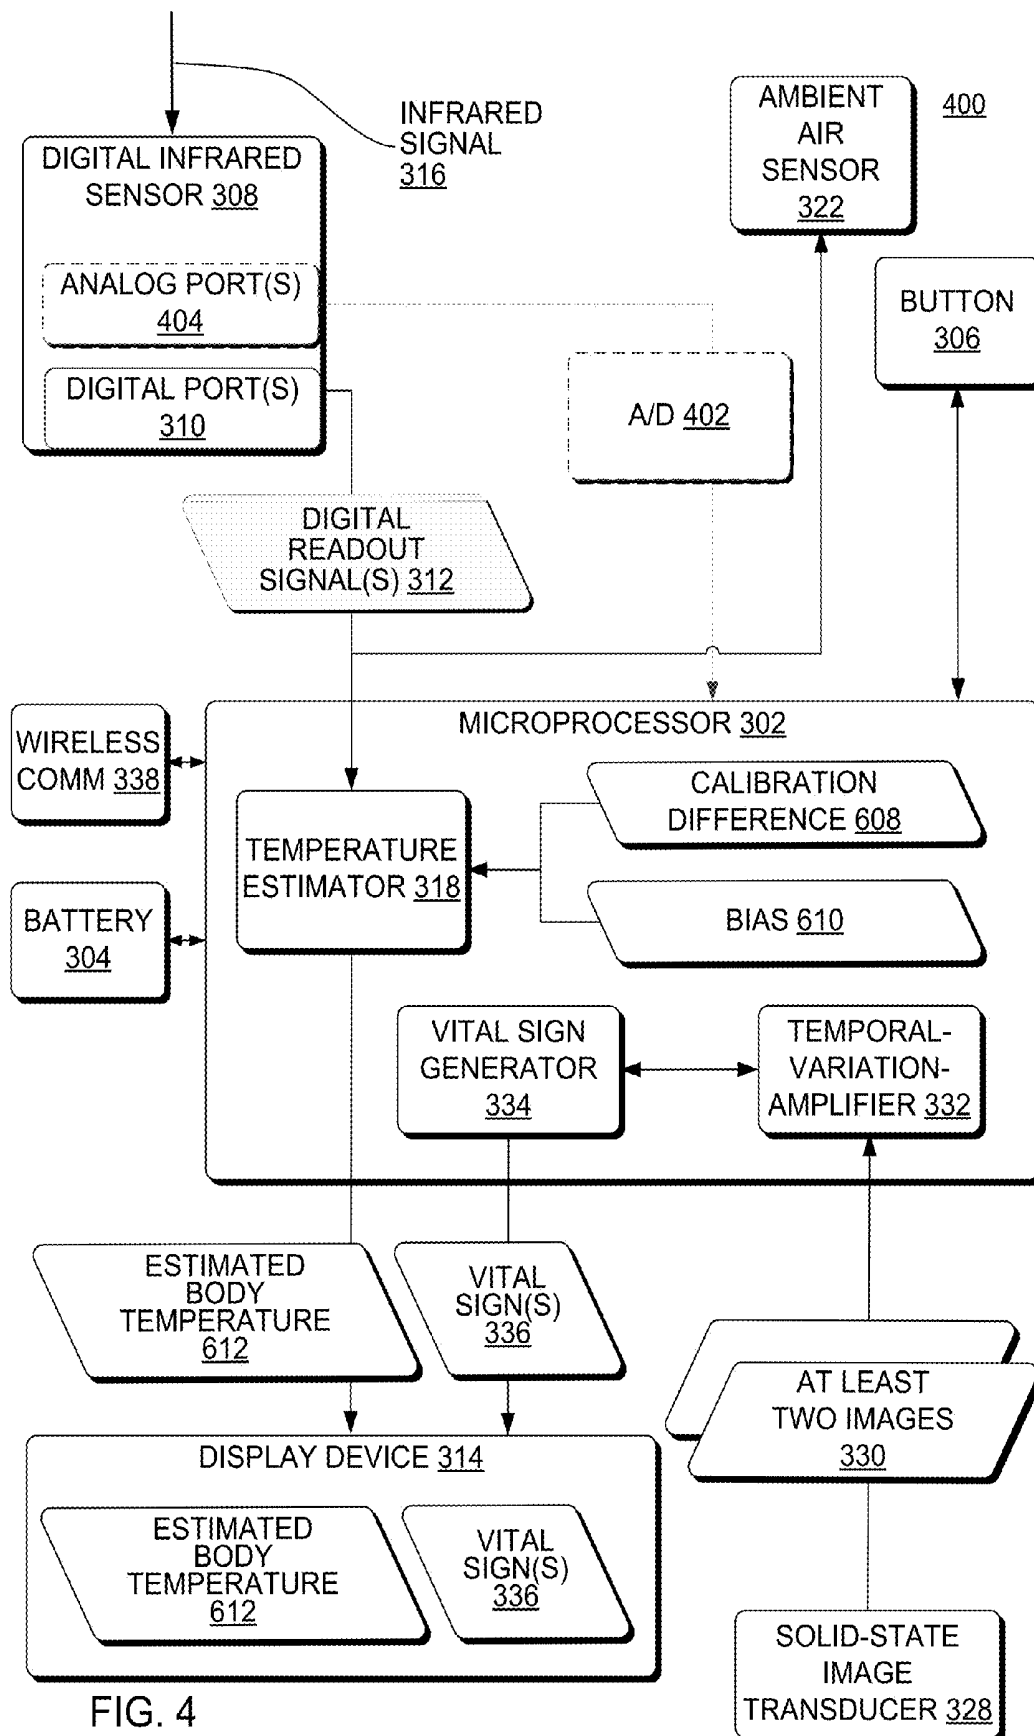 INFRARED
SIGNAL
316
AMBIENT
AIR
SENSOR
322
400
DIGITAL INFRARED
SENSOR 308
ANALOG PORT(S)
404
DIGITAL PORT(S)
310
A/D 402
BUTTON
306
DIGITAL
READOUT
SIGNAL(S) 312
MICROPROCESSOR 302
WIRELESS
COMM 338
BATTERY
304
TEMPERATURE
ESTIMATOR 318
CALIBRATION
DIFFERENCE 608
BIAS 610
VITAL SIGN
GENERATOR
334
TEMPORAL-
VARIATION-
AMPLIFIER 332
ESTIMATED
BODY
TEMPERATURE
612
VITAL
SIGN(S)
336
AT LEAST
TWO IMAGES
330
DISPLAY DEVICE 314
ESTIMATED
BODY
TEMPERATURE
612
VITAL
SIGN(S)
336
SOLID-STATE
IMAGE
TRANSDUCER 328
FIG. 4